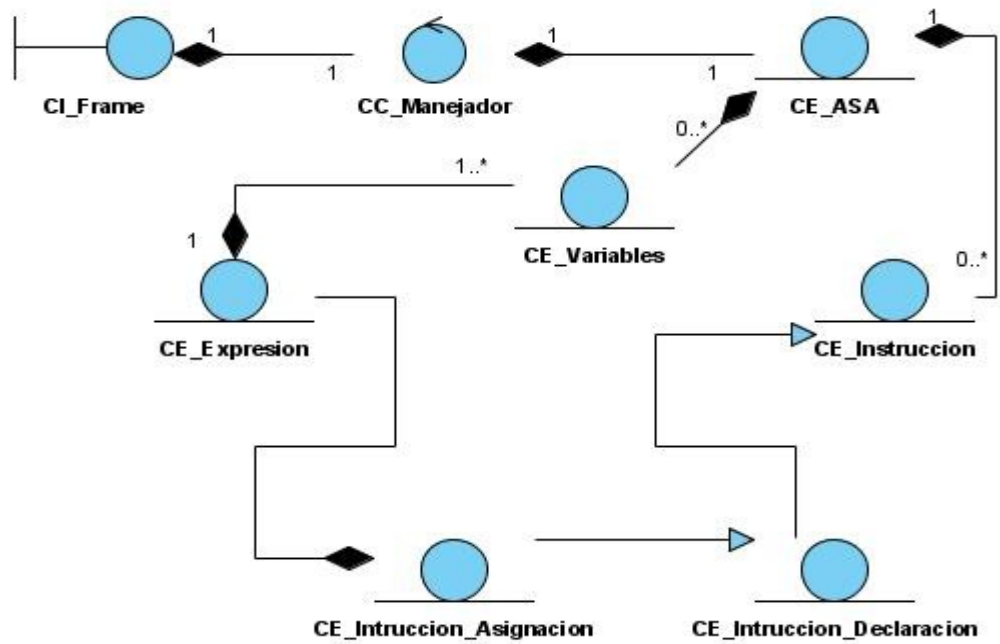 1
1
1
1
1
CI_Frame
CC_Manejador
CE_ASA
0..*
1..*
1
CE_Variables
0..*
CE_Expresion
CE_Instruccion
CE_Intruccion_Asignacion
CE_Intruccion_Declaracion